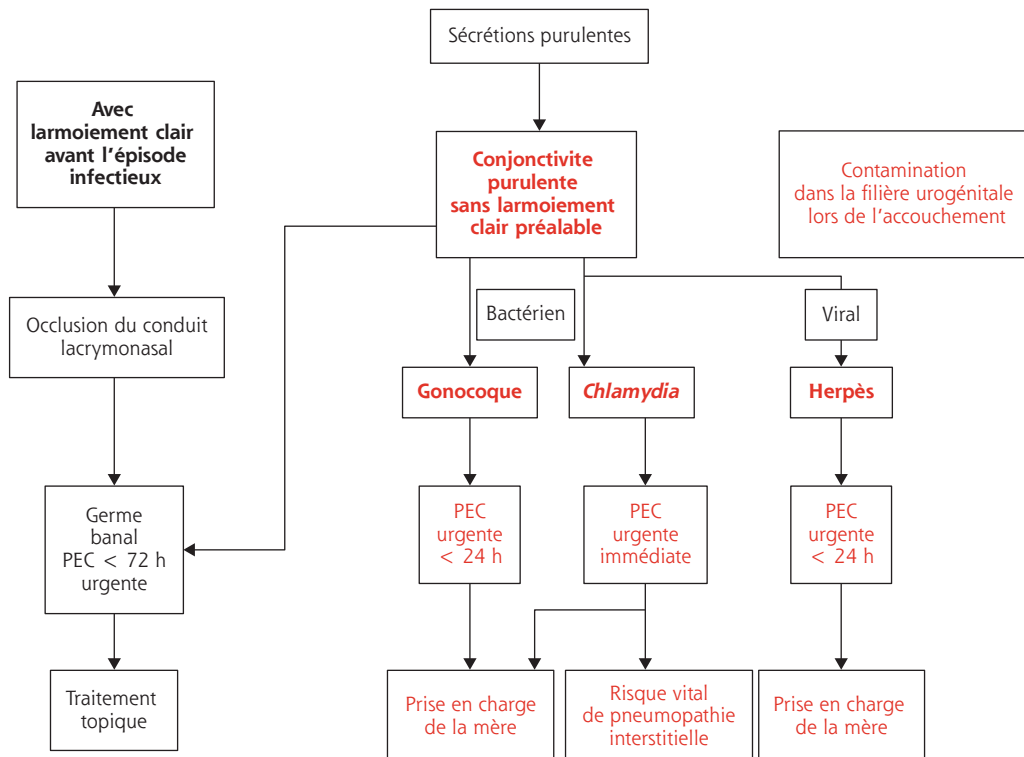 Sécrétions purulentes
Avec
larmoiement clair
avant l'épisode
infectieux
Conjonctivite
purulente
sans larmoiement
clair préalable
Contamination
dans la filière urogénitale
lors de l'accouchement
Occlusion du conduit
lacrymonasal
Bactérien
Viral
Gonocoque
Chlamydia
Herpès
Germe
banal
PEC < 72 h
urgente
PEC
urgente
< 24 h
PEC
urgente
immédiate
PEC
urgente
< 24 h
Traitement
topique
Prise en charge
de la mère
Risque vital
de pneumopathie
interstitielle
Prise en charge
de la mère